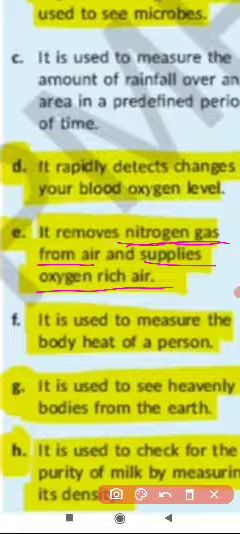 used to see microbes.
c. It is used to measure the
amount of rainfall over an
area in a predefined perio
of time.
d. It rapidly detects changes
your blood oxygen level.
e. It removes nitrogen gas
from air and supplies
oxygen rich air.
f. It is used to measure the
body heat of a person.
g. It is used to see heavenly
bodies from the earth.
h. It is used to check for the
purity of milk by measurin
its dens